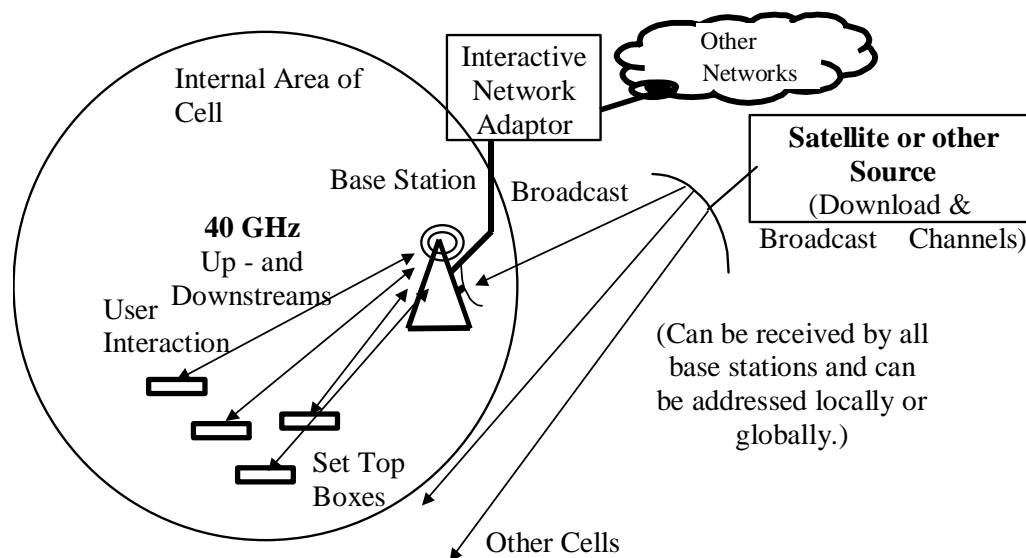 Internal Area of
Cell
Interactive
Network
Adaptor
Other
Networks
Satellite or other
Source
(Download &
Broadcast Channels)
Base Station
Broadcast
40 GHz
Up - and
Downstreams
User
Interaction
(Can be received by all
base stations and can
be addressed locally or
globally.)
Set Top
Boxes
Other Cells